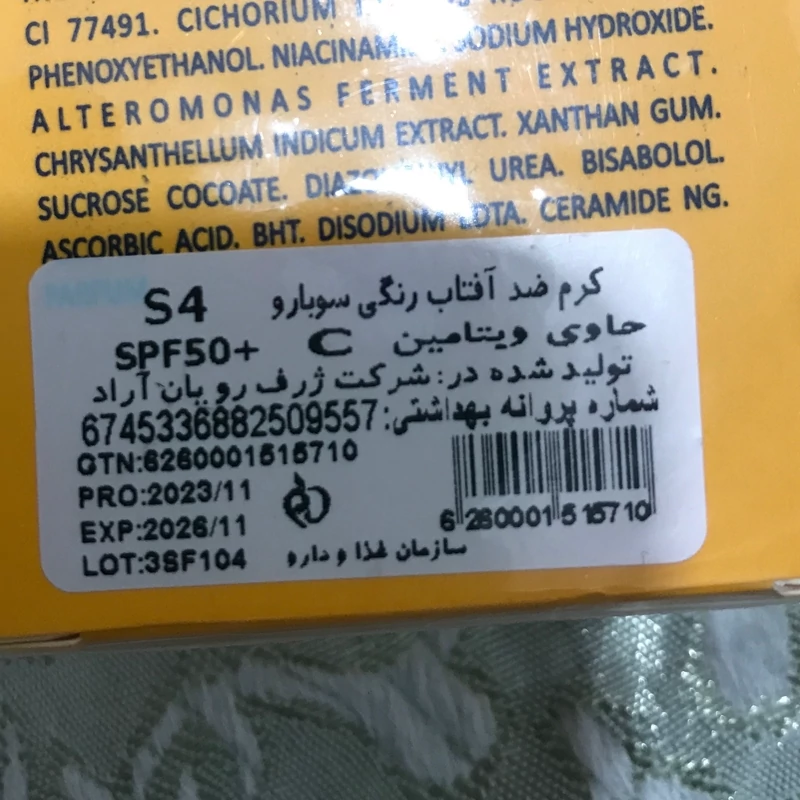 CI 77491. CICHORIUM
PHENOXYETHANOL. NIACINAM SODIUM HYDROXIDE.
ALTEROMONAS FERMENT EXTRACT.
CHRYSANTHELLUM INDICUM EXTRACT. XANTHAN GUM.
SUCROSE COCOATE. UREA. BISABOLOL.
ASCORBIC ACID. BHT. DISODIUM EDTA. CERAMIDE NG.
PARFUM
S4 کرم ضد آفتاب رنگی سوبارو
SPF50+ C حاوی ویتامین
تولید شده در: شرکت ژرف رویان آراد
شماره پروانه بهداشتی: 6745336882509557
GTN:6260001515710
PRO:2023/11
EXP:2026/11
LOT:3SF104
سازمان غذا و دارو
6 260001 515710